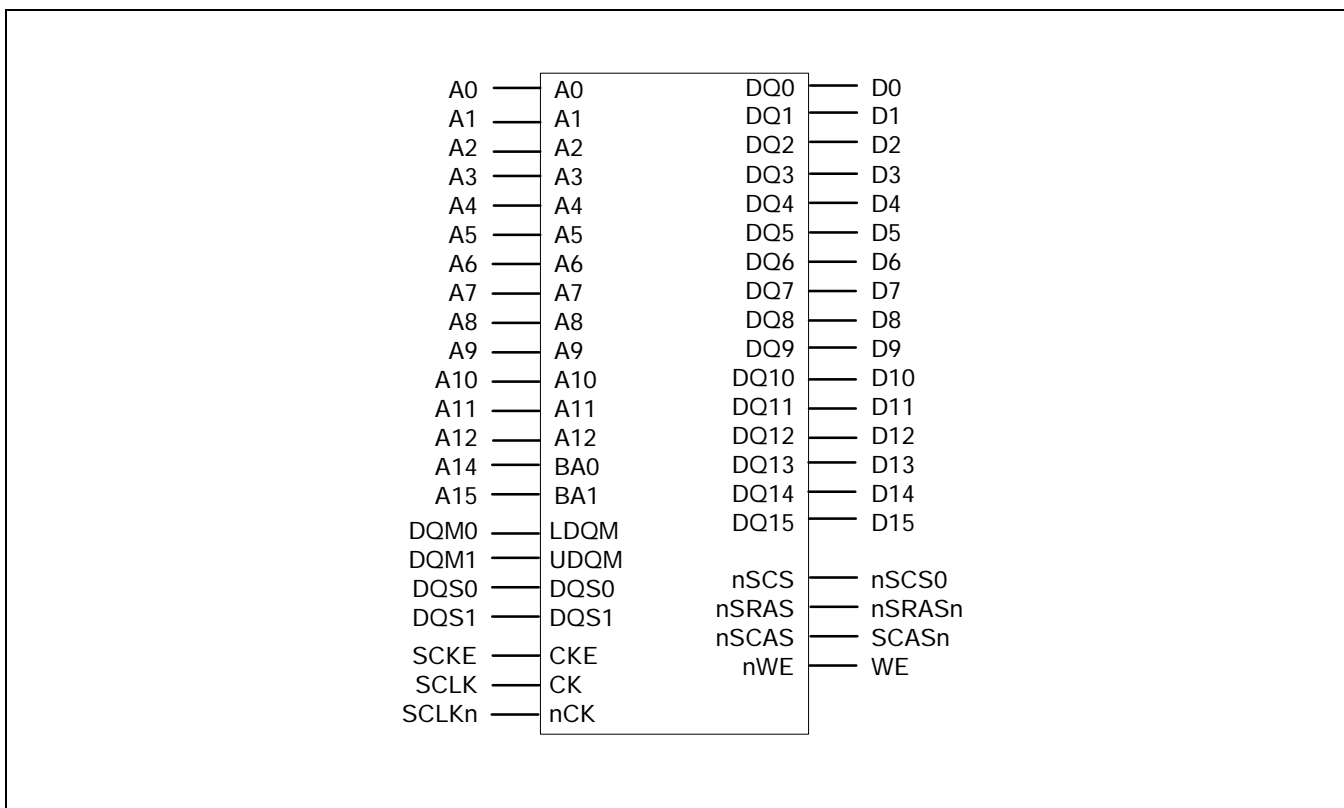 A0 A0 DQ0 D0
A1 A1 DQ1 D1
A2 A2 DQ2 D2
A3 A3 DQ3 D3
A4 A4 DQ4 D4
A5 A5 DQ5 D5
A6 A6 DQ6 D6
A7 A7 DQ7 D7
A8 A8 DQ8 D8
A9 A9 DQ9 D9
A10 A10 DQ10 D10
A11 A11 DQ11 D11
A12 A12 DQ12 D12
A14 BA0 DQ13 D13
A15 BA1 DQ14 D14
DQM0 LDQM DQ15 D15
DQM1 UDQM
DQS0 DQS0 nSCS nSCS0
DQS1 DQS1 nSRAS nSRASn
nSCAS SCASn
SCKE CKE nWE WE
SCLK CK
SCLKn nCK